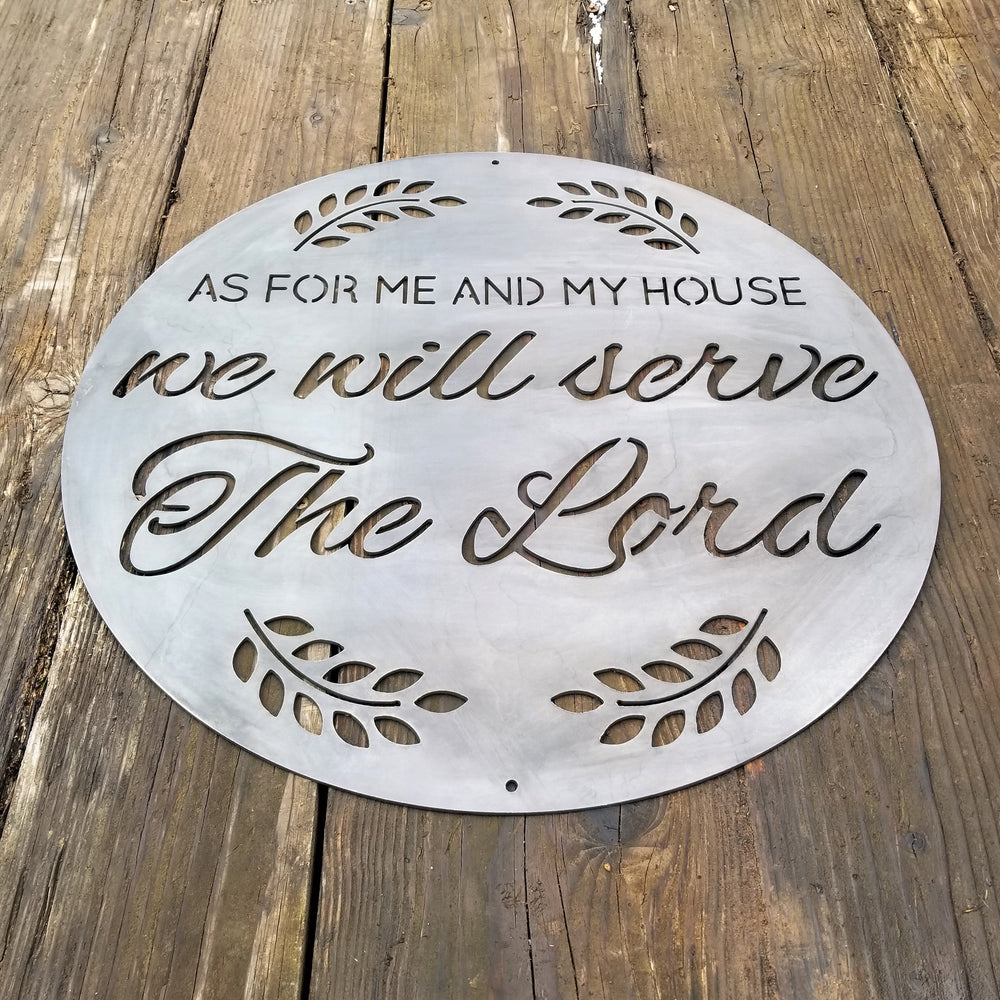 AS FOR ME AND MY HOUSE
we will serve
The Lord